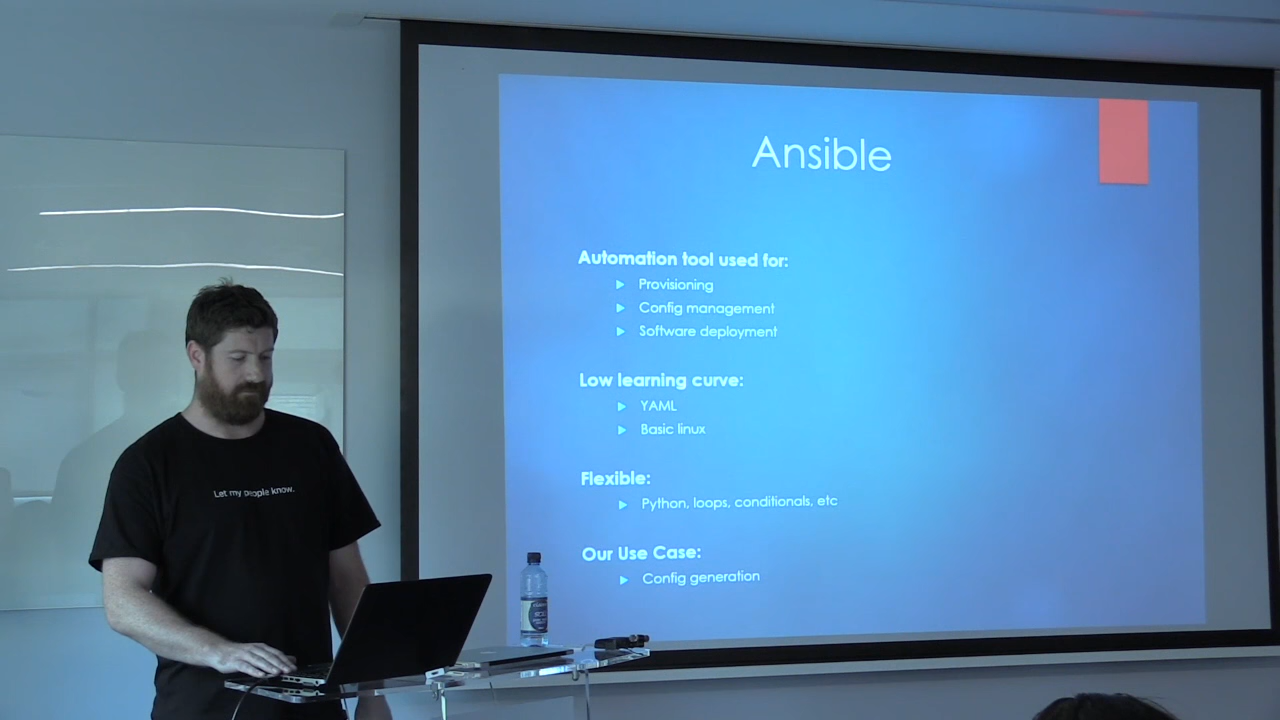 Ansible
Automation tool used for:
Provisioning
Config management
Software deployment
Low learning curve:
YAML
Basic linux
Flexible:
Python, loops, conditionals, etc
Our Use Case:
Config generation
Let my people know.